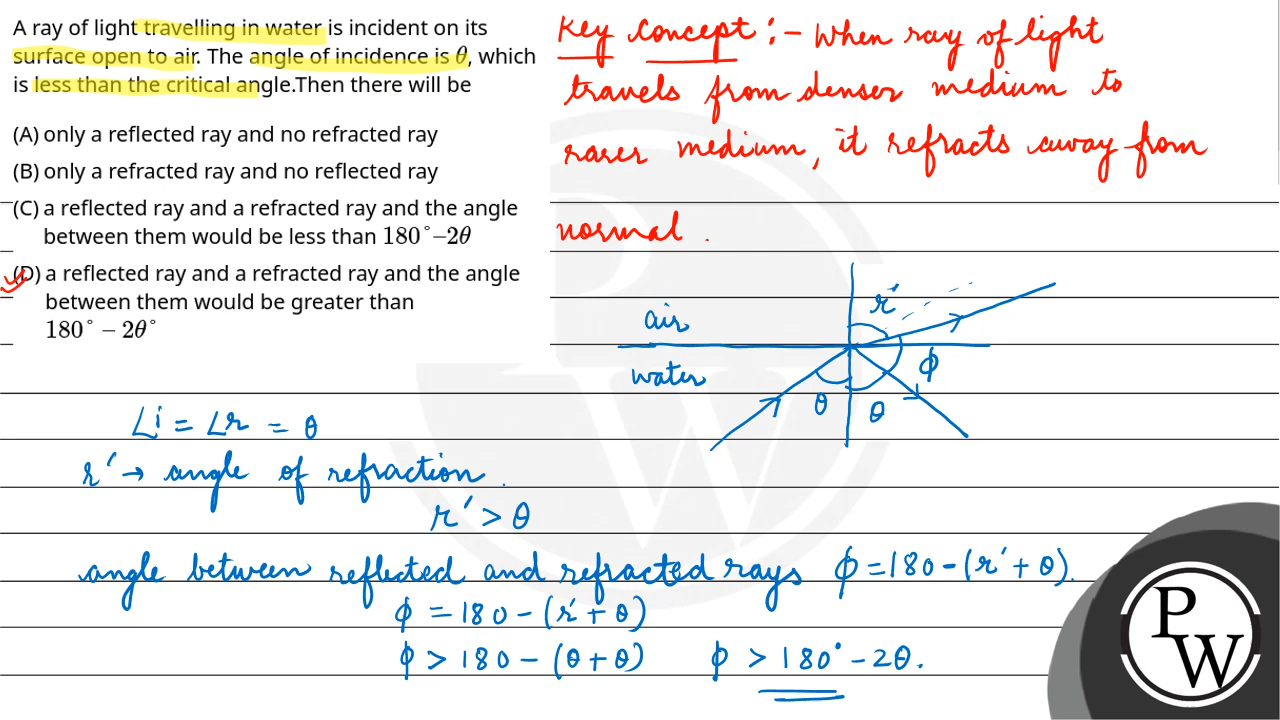 A ray of light travelling in water is incident on its
surface open to air. The angle of incidence is θ, which
is less than the critical angle.Then there will be
(A) only a reflected ray and no refracted ray
(B) only a refracted ray and no reflected ray
(C) a reflected ray and a refracted ray and the angle
between them would be less than 180°–2θ
(D) a reflected ray and a refracted ray and the angle
between them would be greater than
180° – 2θ°
Key concept :- When ray of light
travels from denser medium to
rarer medium, it refracts away from
normal.
air
water
r'
ϕ
θ
θ
∠i = ∠r = θ
r' → angle of refraction.
r' > θ
angle between reflected and refracted rays ϕ = 180 - (r' + θ).
ϕ = 180 - (r' + θ)
ϕ > 180 - (θ + θ) ϕ > 180° - 2θ.
P
W
PW